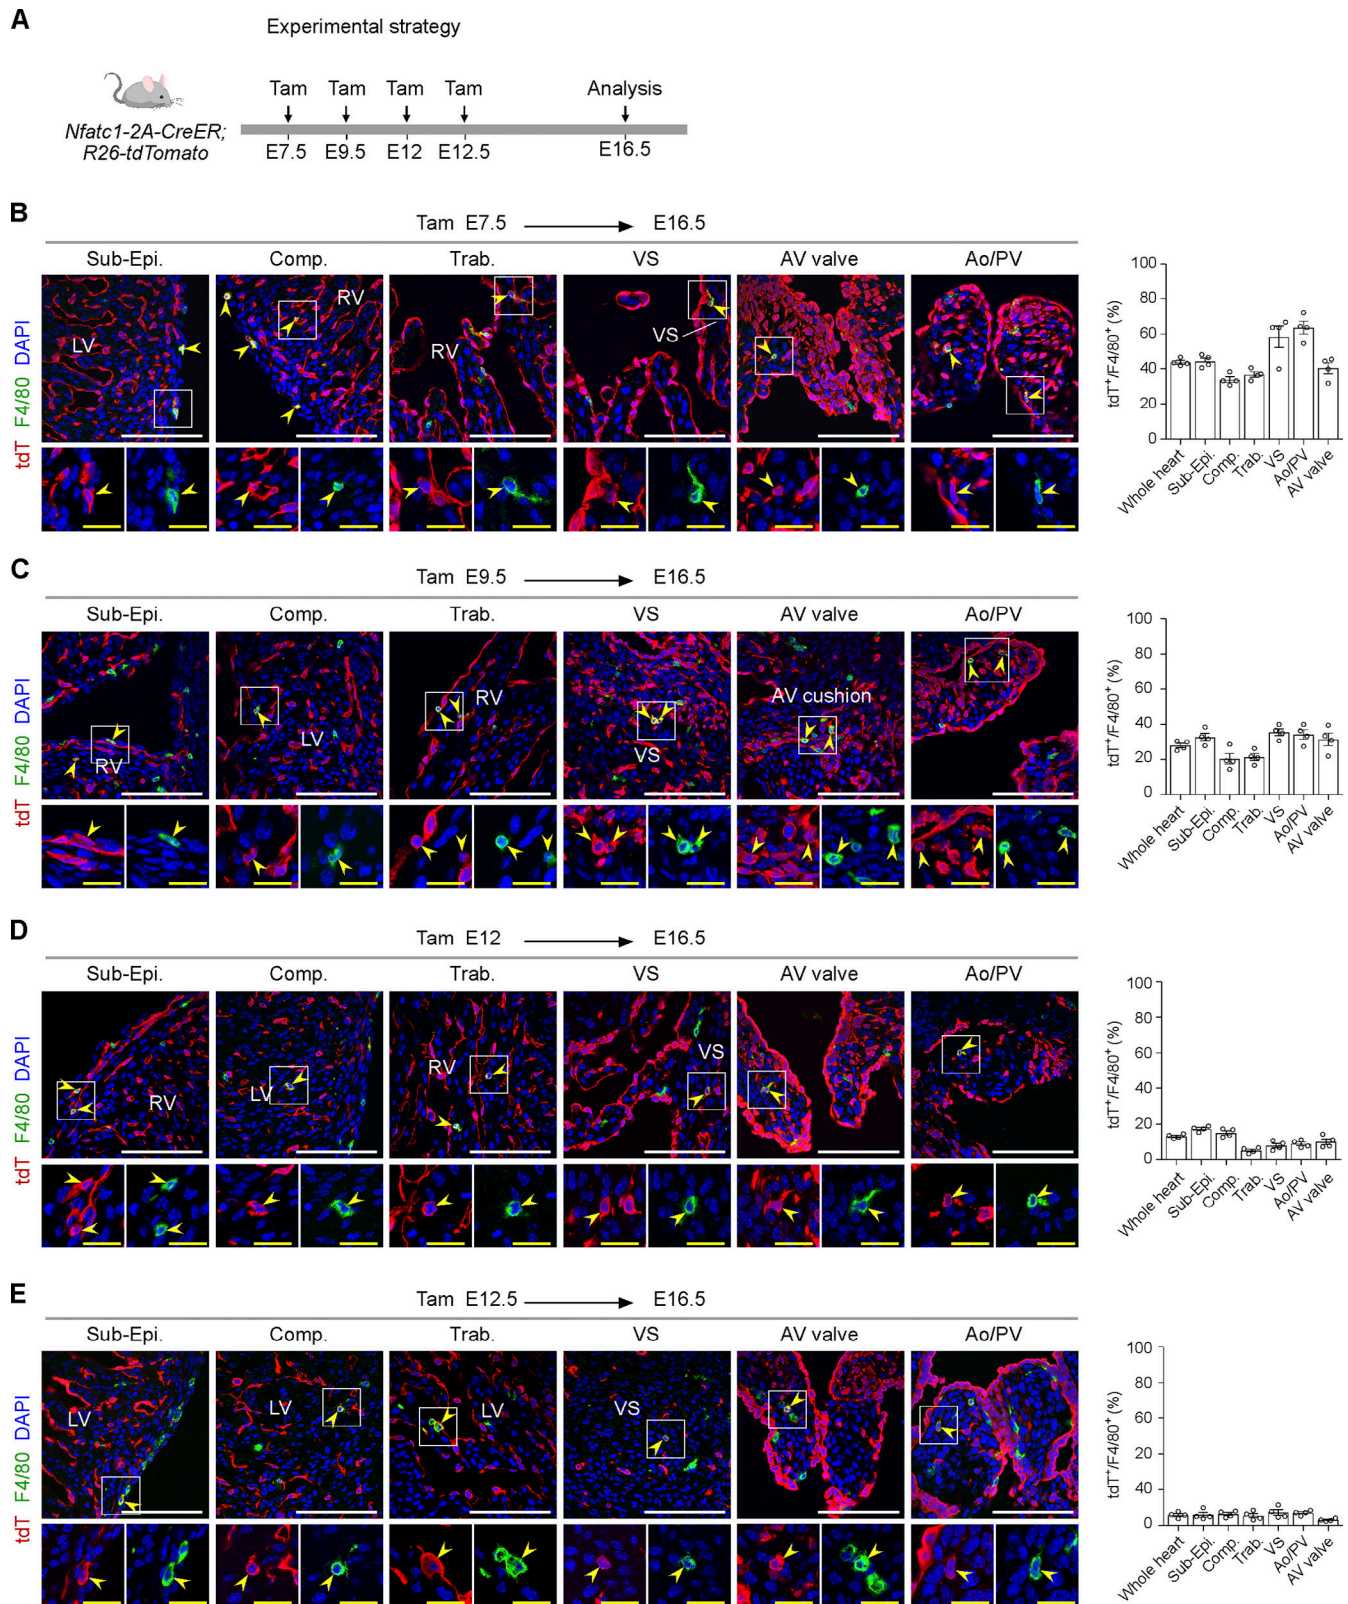 A
Experimental strategy
Tam Tam Tam Tam Analysis
Nfatc1-2A-CreER;
R26-tdTomato
E7.5 E9.5 E12 E12.5 E16.5
B
Tam E7.5 E16.5
Sub-Epi. Comp. Trab. VS AV valve Ao/PV
tdT F4/80 DAPI
LV
RV
RV
VS
tdT⁺/F4/80⁺ (%)
100
80
60
40
20
0
Whole heart
Sub-Epi.
Comp.
Trab.
VS
Ao/PV
AV valve
C
Tam E9.5 E16.5
Sub-Epi. Comp. Trab. VS AV valve Ao/PV
tdT F4/80 DAPI
RV
LV
RV
VS
AV cushion
tdT⁺/F4/80⁺ (%)
100
80
60
40
20
0
Whole heart
Sub-Epi.
Comp.
Trab.
VS
Ao/PV
AV valve
D
Tam E12 E16.5
Sub-Epi. Comp. Trab. VS AV valve Ao/PV
tdT F4/80 DAPI
RV
LV
RV
VS
tdT⁺/F4/80⁺ (%)
100
80
60
40
20
0
Whole heart
Sub-Epi.
Comp.
Trab.
VS
Ao/PV
AV valve
E
Tam E12.5 E16.5
Sub-Epi. Comp. Trab. VS AV valve Ao/PV
tdT F4/80 DAPI
LV
LV
LV
VS
tdT⁺/F4/80⁺ (%)
100
80
60
20
40
0
Whole heart
Sub-Epi.
Comp.
Trab.
VS
Ao/PV
AV valve